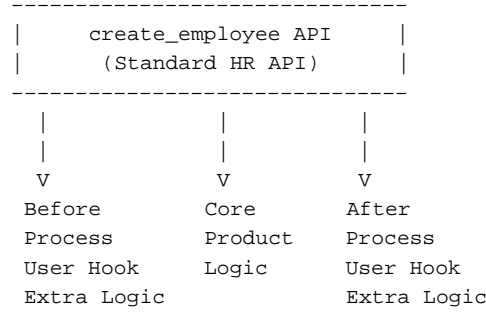 create_employee API
(Standard HR API)
V V V
Before Core After
Process Product Process
User Hook Logic User Hook
Extra Logic Extra Logic